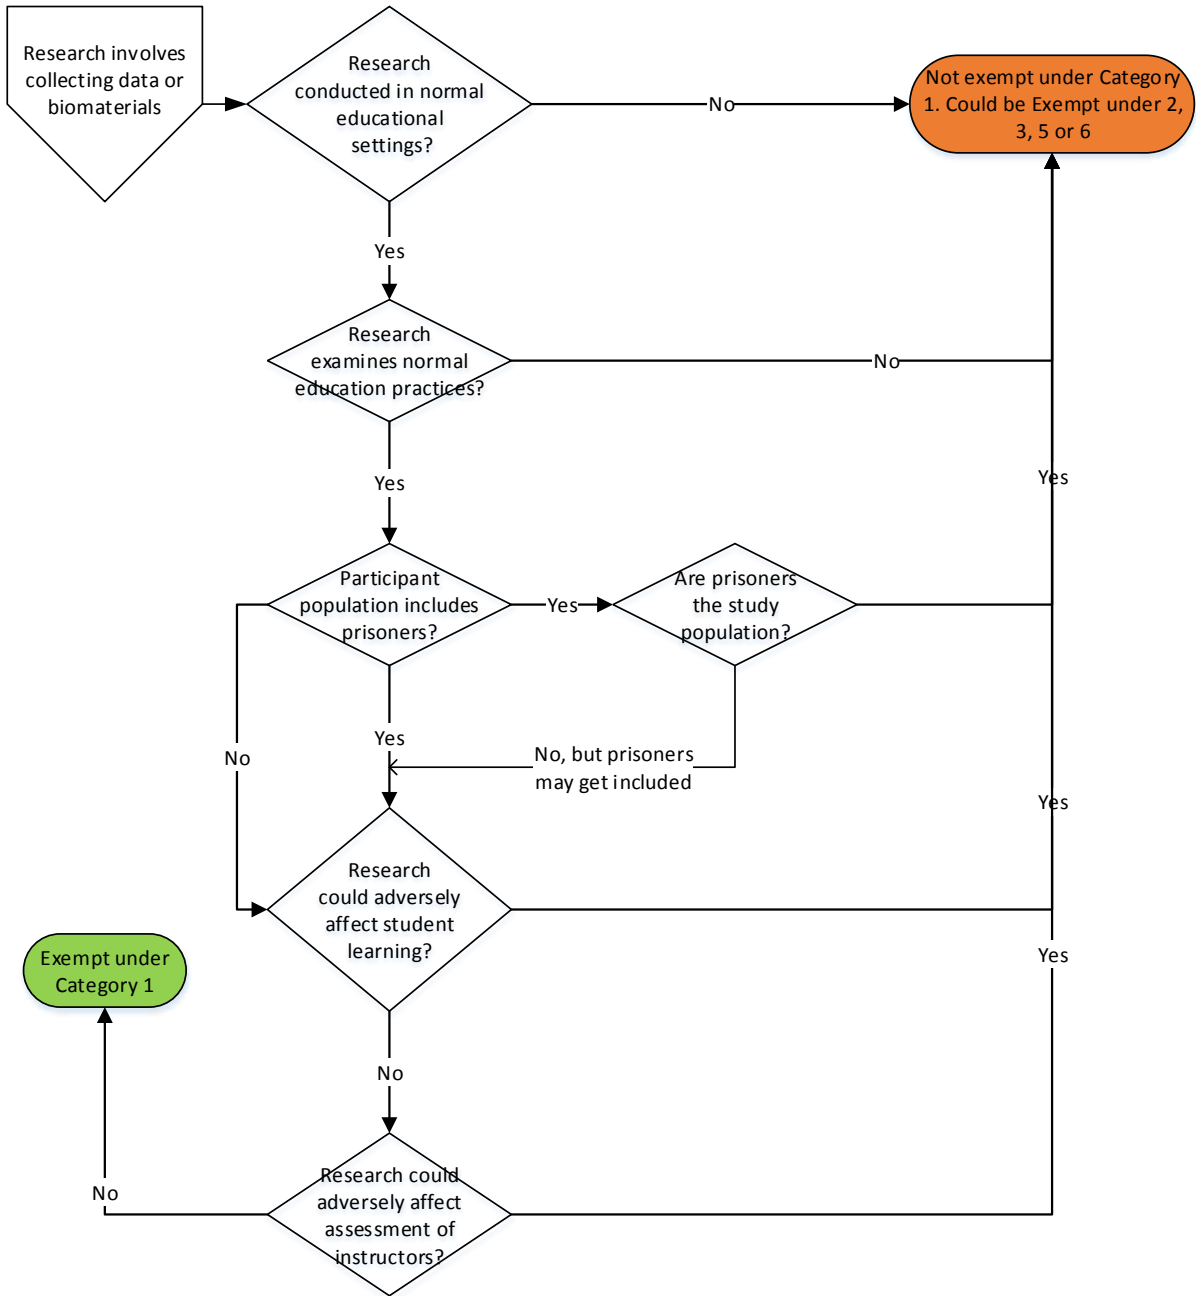 Research involves
collecting data or
biomaterials
Research
conducted in normal
educational
settings?
No
Not exempt under Category
1. Could be Exempt under 2,
3, 5 or 6
Yes
Research
examines normal
education practices?
No
Yes
Yes
Participant
population includes
prisoners?
Yes
Are prisoners
the study
population?
No
Yes
No, but prisoners
may get included
Yes
Research
could adversely
affect student
learning?
Yes
Exempt under
Category 1
No
No
Research could
adversely affect
assessment of
instructors?